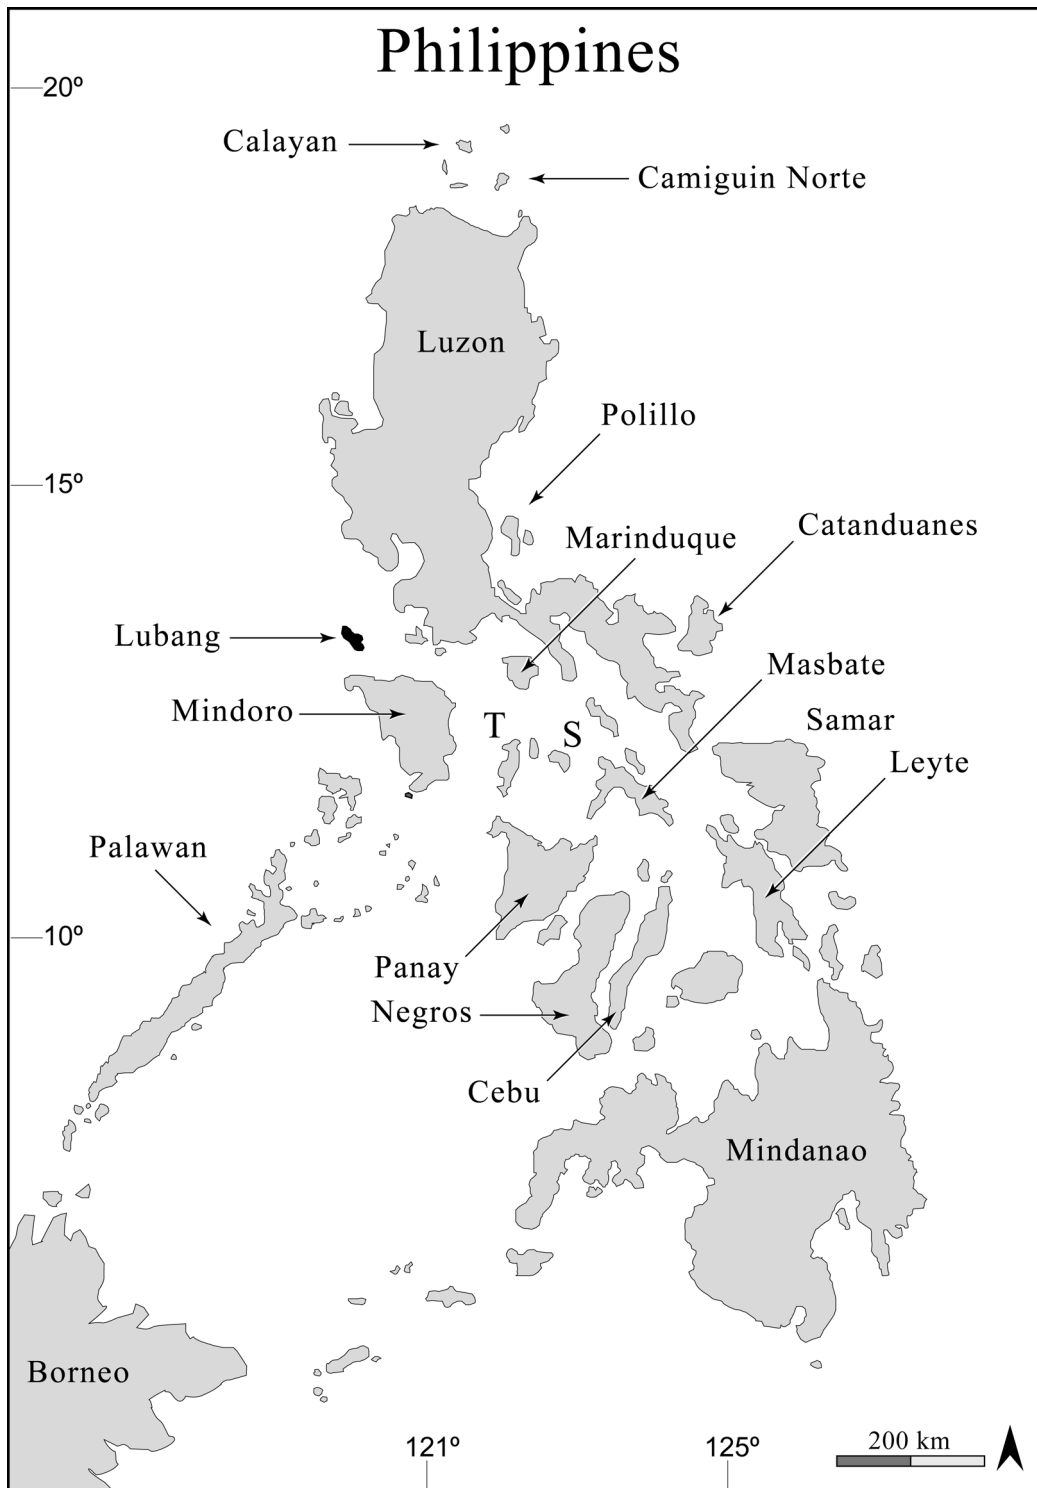 Philippines
20º
Calayan
Camiguin Norte
Luzon
Polillo
15º
Catanduanes
Marinduque
Lubang
Masbate
Mindoro
Samar
T
S
Leyte
Palawan
10º
Panay
Negros
Cebu
Mindanao
Borneo
121º
125º
200 km